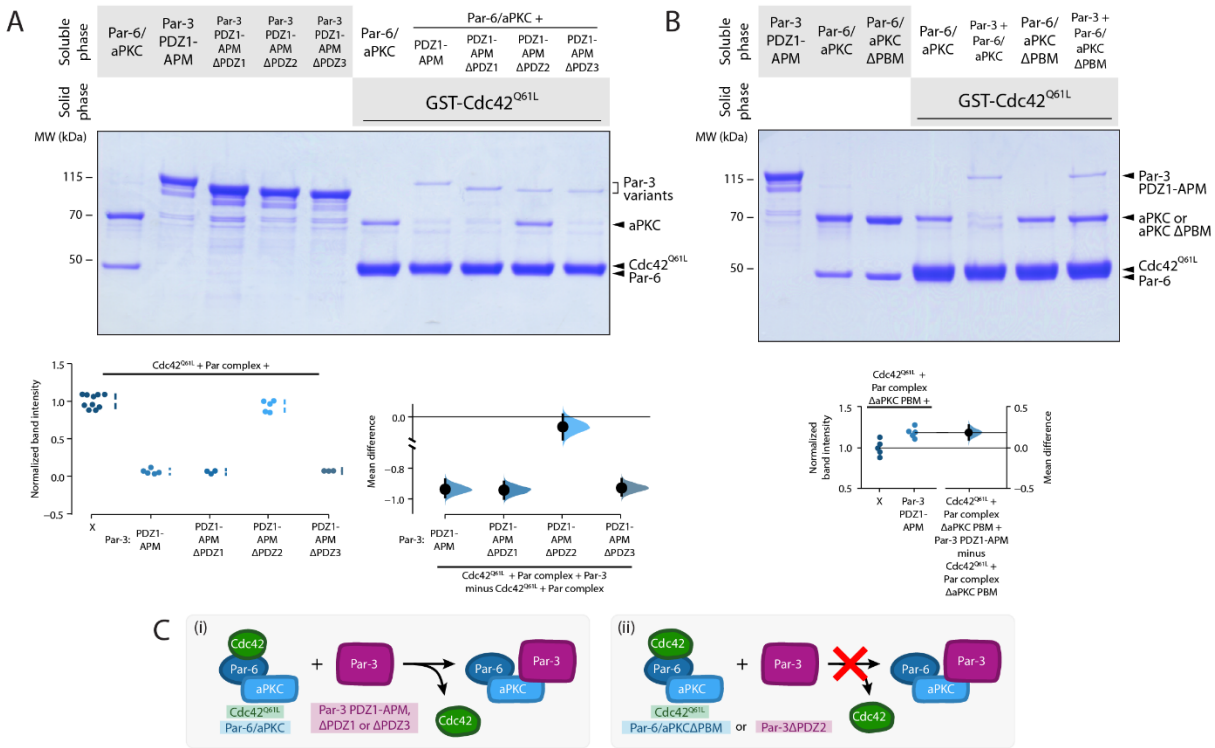 A
Soluble phase
Par-6/ aPKC
Par-3 PDZ1- APM
Par-3 PDZ1- APM ΔPDZ1
Par-3 PDZ1- APM ΔPDZ2
Par-3 PDZ1- APM ΔPDZ3
Par-6/ aPKC
Par-6/aPKC +
PDZ1- APM
PDZ1- APM ΔPDZ1
PDZ1- APM ΔPDZ2
PDZ1- APM ΔPDZ3
Solid phase
GST-Cdc42Q61L
MW (kDa)
115
70
50
Par-3 variants
aPKC
Cdc42Q61L
Par-6
Cdc42Q61L + Par complex +
Normalized band intensity
1.5
1.0
0.5
0.0
−0.5
X
Par-3:
PDZ1- APM
PDZ1- APM ΔPDZ1
PDZ1- APM ΔPDZ2
PDZ1- APM ΔPDZ3
Mean difference
0.0
−0.8
−1.0
Par-3:
PDZ1- APM
PDZ1- APM ΔPDZ1
PDZ1- APM ΔPDZ2
PDZ1- APM ΔPDZ3
Cdc42Q61L + Par complex + Par-3
minus Cdc42Q61L + Par complex
B
Soluble phase
Par-3 PDZ1- APM
Par-6/ aPKC
Par-6/ aPKC ΔPBM
Par-6/ aPKC
Par-3 + Par-6/ aPKC
Par-6/ aPKC ΔPBM
Par-3 + Par-6/ aPKC ΔPBM
Solid phase
GST-Cdc42Q61L
MW (kDa)
115
70
50
Par-3
PDZ1-APM
aPKC or
aPKC ΔPBM
Cdc42Q61L
Par-6
Cdc42Q61L +
Par complex
ΔaPKC PBM +
Normalized band intensity
1.5
1.0
0.5
0.5
0.0
−0.5
Mean difference
X
Par-3
PDZ1-
APM
Cdc42Q61L +
Par complex
ΔaPKC PBM +
Par-3 PDZ1-APM
minus
Cdc42Q61L +
Par complex
ΔaPKC PBM
C
(i)
Cdc42
Par-6
aPKC
+
Par-3
Cdc42
Par-6
Par-3
aPKC
Cdc42Q61L
Par-6/aPKC
Par-3 PDZ1-APM,
ΔPDZ1 or ΔPDZ3
(ii)
Cdc42
Par-6
aPKC
+
Par-3
Cdc42
Par-6
Par-3
aPKC
Cdc42Q61L
Par-6/aPKCΔPBM or Par-3ΔPDZ2